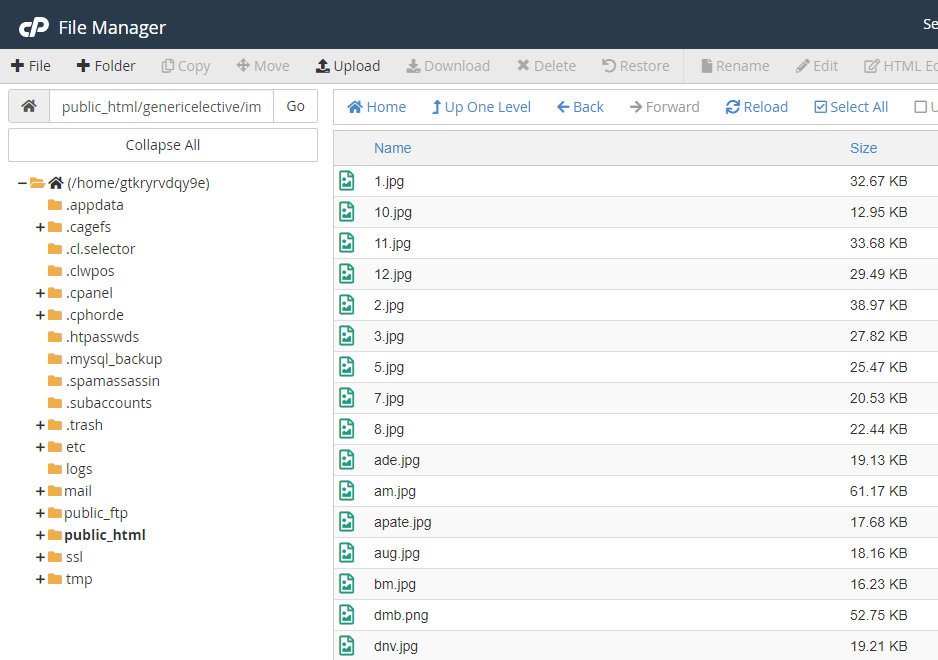 cP File Manager Se
File Folder Copy Move Upload Download Delete Restore Rename Edit HTML Ed
public_html/genericelective/im Go Home Up One Level Back Forward Reload Select All U
Collapse All
Name Size
(/home/gtkryrvdqy9e)
.appdata
.cagefs
.cl.selector
.clwpos
.cpanel
.cphorde
.htpasswds
.mysql_backup
.spamassassin
.subaccounts
.trash
etc
logs
mail
public_ftp
public_html
ssl
tmp
1.jpg 32.67 KB
10.jpg 12.95 KB
11.jpg 33.68 KB
12.jpg 29.49 KB
2.jpg 38.97 KB
3.jpg 27.82 KB
5.jpg 25.47 KB
7.jpg 20.53 KB
8.jpg 22.44 KB
ade.jpg 19.13 KB
am.jpg 61.17 KB
apate.jpg 17.68 KB
aug.jpg 18.16 KB
bm.jpg 16.23 KB
dmb.png 52.75 KB
dnv.jpg 19.21 KB